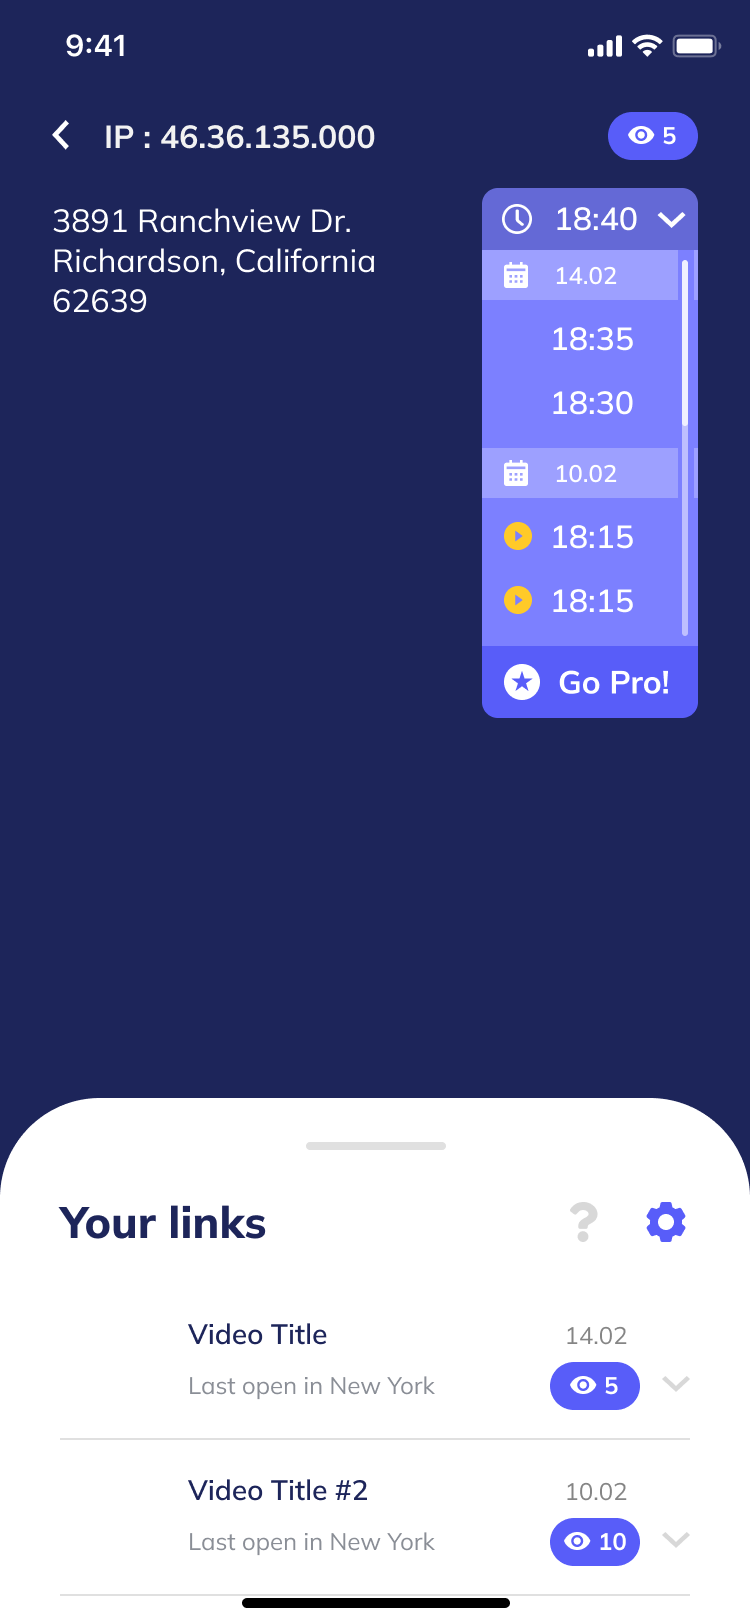 9:41
IP : 46.36.135.000
5
3891 Ranchview Dr.
Richardson, California
62639
18:40
14.02
18:35
18:30
10.02
18:15
18:15
Go Pro!
Your links
?
Video Title
14.02
Last open in New York
5
Video Title #2
10.02
Last open in New York
10